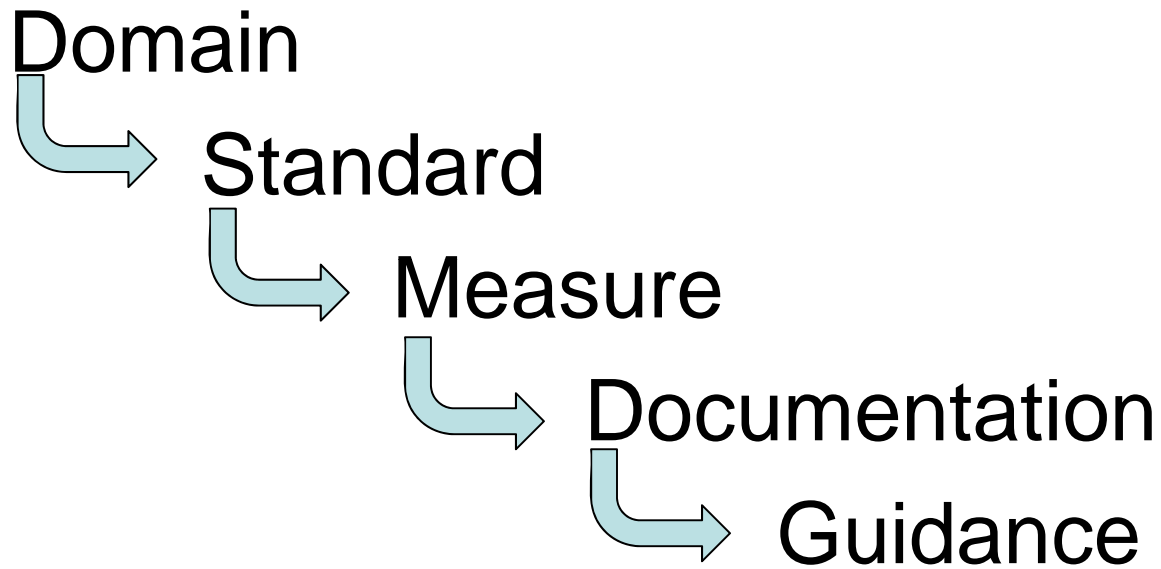 Domain
Standard
Measure
Documentation
Guidance